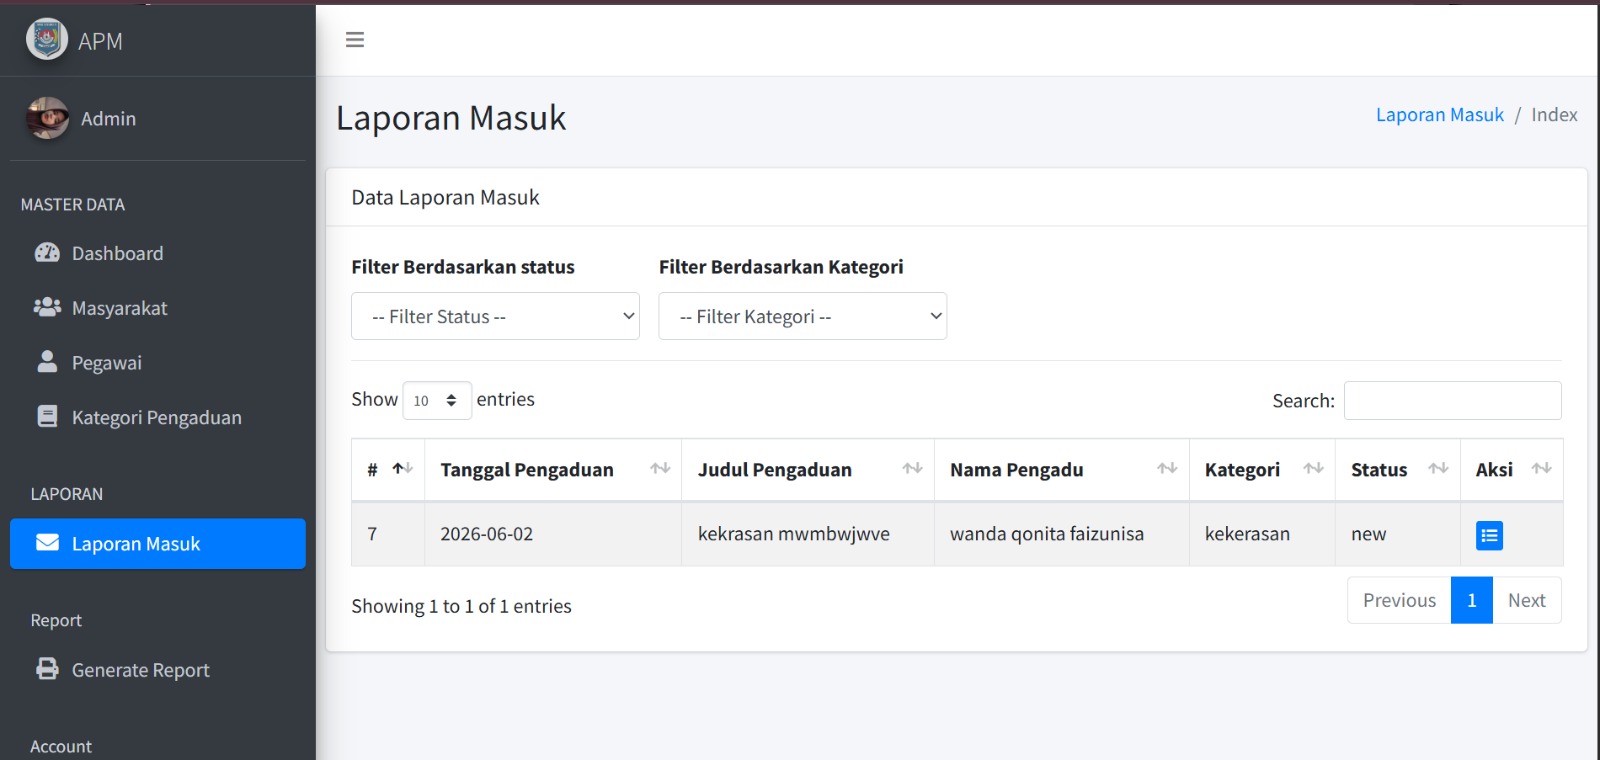 APM
Admin
MASTER DATA
Dashboard
Masyarakat
Pegawai
Kategori Pengaduan
LAPORAN
Laporan Masuk
Report
Generate Report
Account
Laporan Masuk
Laporan Masuk / Index
Data Laporan Masuk
Filter Berdasarkan status Filter Berdasarkan Kategori
-- Filter Status -- -- Filter Kategori --
Show 10 entries Search:
# Tanggal Pengaduan Judul Pengaduan Nama Pengadu Kategori Status Aksi
7 2026-06-02 kekrasan mwmbwjwve wanda qonita faizunisa kekerasan new
Showing 1 to 1 of 1 entries Previous 1 Next